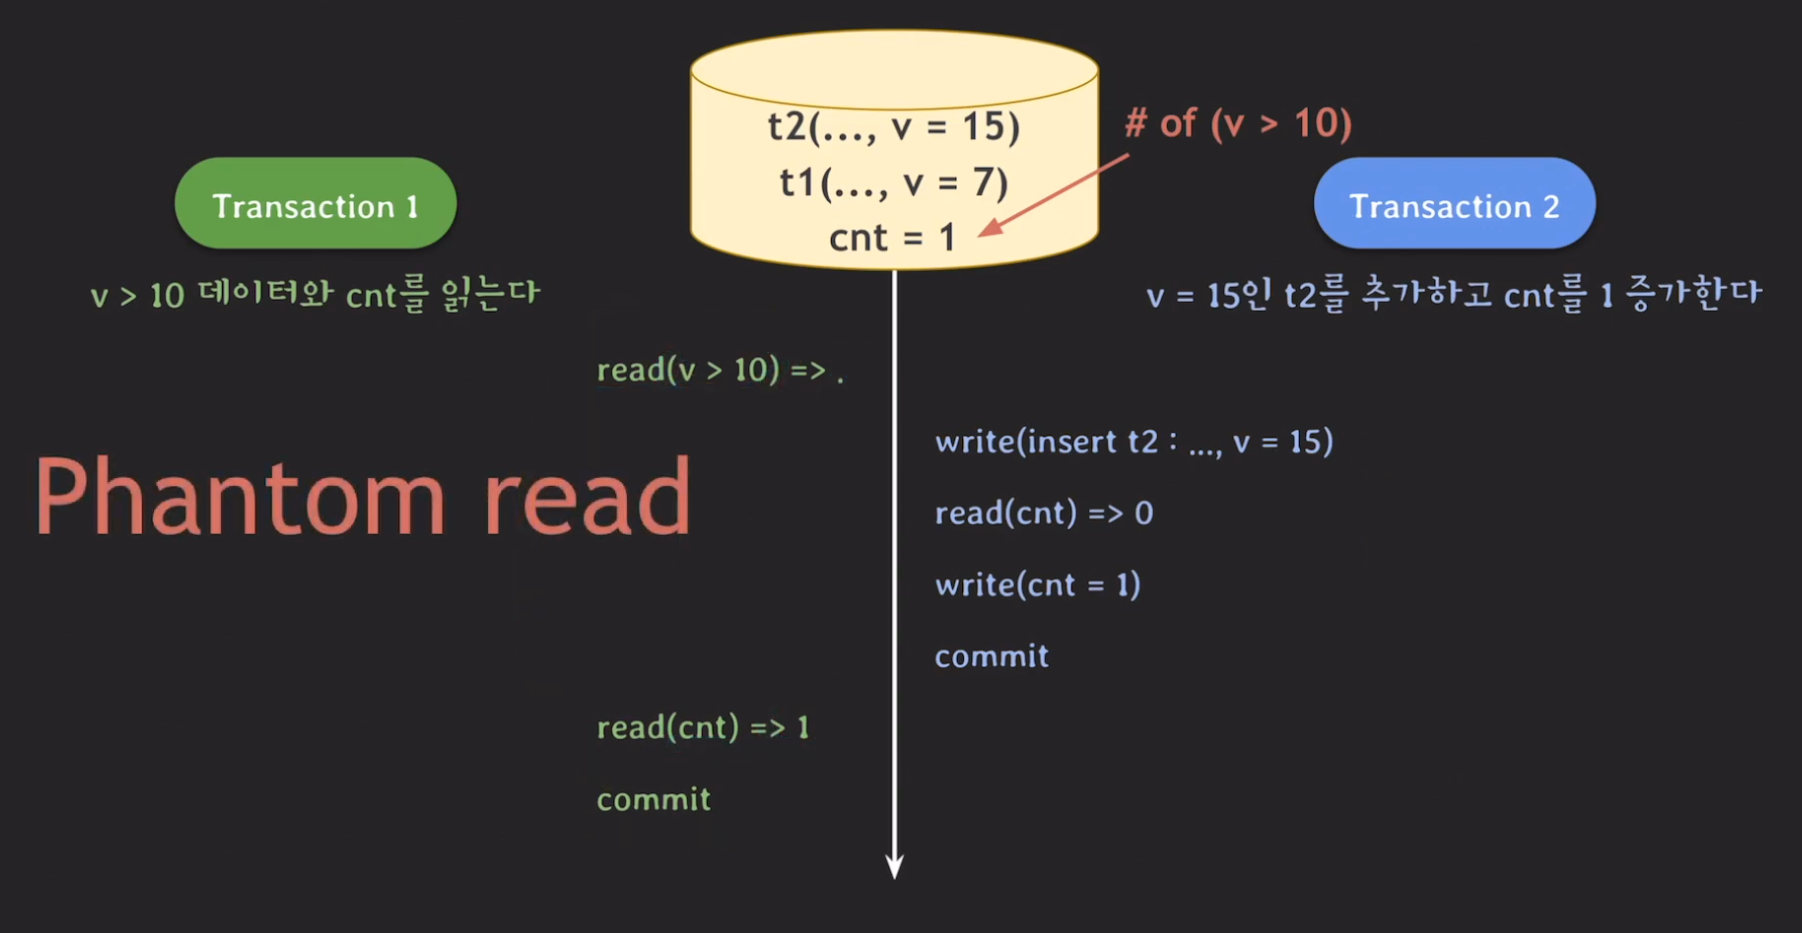 t2(..., v = 15)
t1(..., v = 7)
cnt = 1
# of (v > 10)
Transaction 1
v > 10 데이터와 cnt를 읽는다
Transaction 2
v = 15인 t2를 추가하고 cnt를 1 증가한다
read(v > 10) => .
write(insert t2 : ..., v = 15)
Phantom read
read(cnt) => 0
write(cnt = 1)
commit
read(cnt) => 1
commit